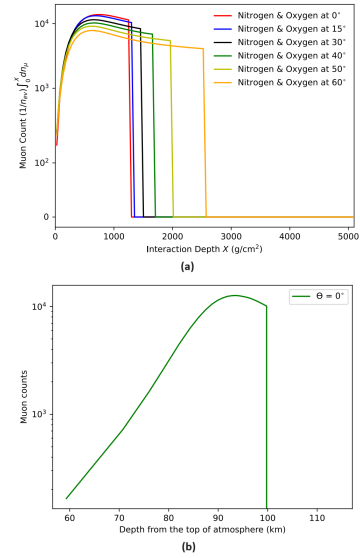 10⁴
10³
10²
0
Muon Count (1/nₑᵥ)∫₀ˣ dn_μ
Nitrogen & Oxygen at 0°
Nitrogen & Oxygen at 15°
Nitrogen & Oxygen at 30°
Nitrogen & Oxygen at 40°
Nitrogen & Oxygen at 50°
Nitrogen & Oxygen at 60°
0 1000 2000 3000 4000 5000
Interaction Depth X (g/cm²)
(a)
Θ = 0°
10⁴
10³
Muon counts
60 70 80 90 100 110
Depth from the top of atmosphere (km)
(b)